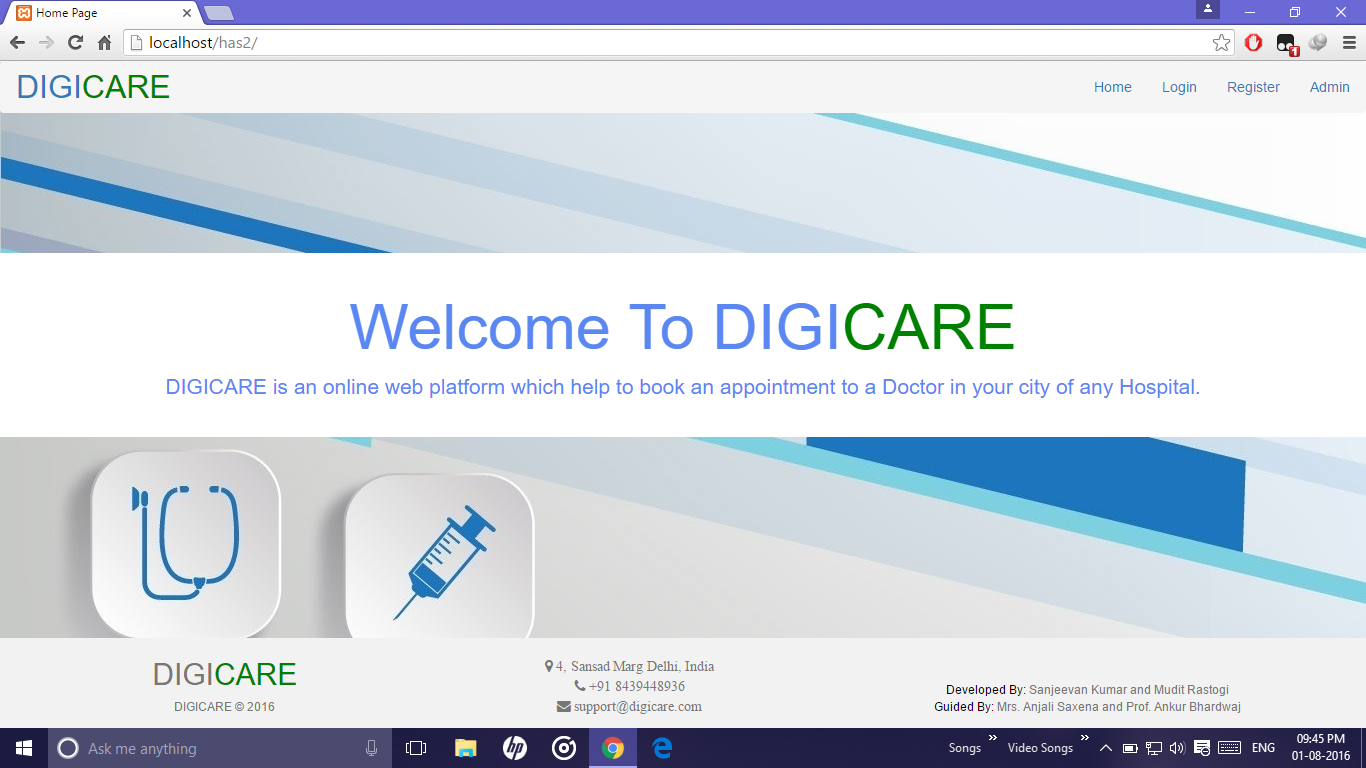 Home Page
localhost/has2/
1
DIGICARE
Home Login Register Admin
Welcome To DIGICARE
DIGICARE is an online web platform which help to book an appointment to a Doctor in your city of any Hospital.
DIGICARE
DIGICARE © 2016
4, Sansad Marg Delhi, India
+91 8439448936
support@digicare.com
Developed By: Sanjeevan Kumar and Mudit Rastogi
Guided By: Mrs. Anjali Saxena and Prof. Ankur Bhardwaj
Ask me anything
hp
Songs » Video Songs » ENG
09:45 PM
01-08-2016